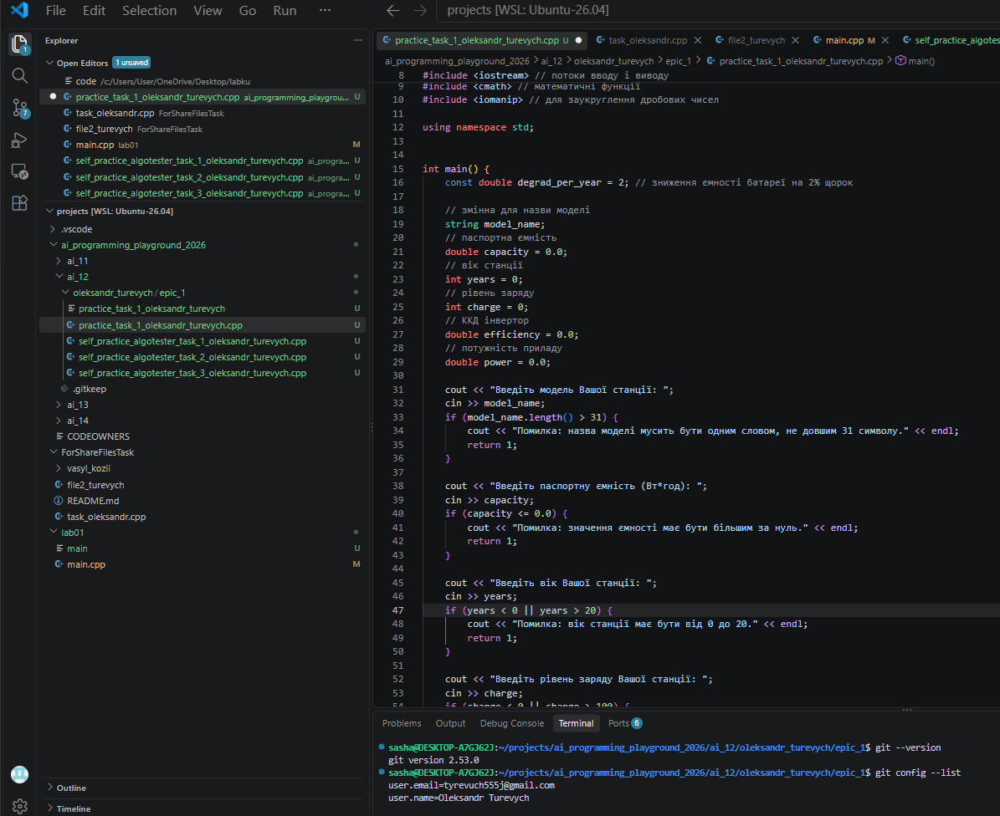 File Edit Selection View Go Run ··· projects [WSL: Ubuntu-26.04]
Explorer ···
Open Editors 1 unsaved
code /c:/Users/User/OneDrive/Desktop/labku
practice_task_1_oleksandr_turevych.cpp ai_programming_playgrou... U
task_oleksandr.cpp ForShareFilesTask
file2_turevych ForShareFilesTask
main.cpp lab01 M
self_practice_algotester_task_1_oleksandr_turevych.cpp ai_progra... U
self_practice_algotester_task_2_oleksandr_turevych.cpp ai_progra... U
self_practice_algotester_task_3_oleksandr_turevych.cpp ai_progra... U
projects [WSL: Ubuntu-26.04]
.vscode
ai_programming_playground_2026
ai_11
ai_12
oleksandr_turevych / epic_1
practice_task_1_oleksandr_turevych U
practice_task_1_oleksandr_turevych.cpp U
self_practice_algotester_task_1_oleksandr_turevych.cpp U
self_practice_algotester_task_2_oleksandr_turevych.cpp U
self_practice_algotester_task_3_oleksandr_turevych.cpp U
.gitkeep
ai_13
ai_14
CODEOWNERS
ForShareFilesTask
vasyl_kozii
file2_turevych
README.md
task_oleksandr.cpp
lab01
main U
main.cpp M
Outline
Timeline
1
7
practice_task_1_oleksandr_turevych.cpp U task_oleksandr.cpp file2_turevych main.cpp M self_practice_algotes
ai_programming_playground_2026 > ai_12 > oleksandr_turevych > epic_1 > practice_task_1_oleksandr_turevych.cpp > main()
8 #include <iostream> // потоки вводу і виводу
9 #include <cmath> // математичні функції
10 #include <iomanip> // для заукруглення дробових чисел
11
12 using namespace std;
13
14
15 int main() {
16 const double degrad_per_year = 2; // зниження ємності батареї на 2% щорок
17
18 // змінна для назви моделі
19 string model_name;
20 // паспортна ємність
21 double capacity = 0.0;
22 // вік станції
23 int years = 0;
24 // рівень заряду
25 int charge = 0;
26 // ККД інвертор
27 double efficiency = 0.0;
28 // потужність приладу
29 double power = 0.0;
30
31 cout << "Введіть модель Вашої станції: ";
32 cin >> model_name;
33 if (model_name.length() > 31) {
34 cout << "Помилка: назва моделі мусить бути одним словом, не довшим 31 символу." << endl;
35 return 1;
36 }
37
38 cout << "Введіть паспортну ємність (Вт*год): ";
39 cin >> capacity;
40 if (capacity <= 0.0) {
41 cout << "Помилка: значення ємності має бути більшим за нуль." << endl;
42 return 1;
43 }
44
45 cout << "Введіть вік Вашої станції: ";
46 cin >> years;
47 if (years < 0 || years > 20) {
48 cout << "Помилка: вік станції має бути від 0 до 20." << endl;
49 return 1;
50 }
51
52 cout << "Введіть рівень заряду Вашої станції: ";
53 cin >> charge;
54 if (charge < 0 || charge > 100) {
Problems Output Debug Console Terminal Ports 6
sasha@DESKTOP-A7GJ62J:~/projects/ai_programming_playground_2026/ai_12/oleksandr_turevych/epic_1$ git --version
git version 2.53.0
sasha@DESKTOP-A7GJ62J:~/projects/ai_programming_playground_2026/ai_12/oleksandr_turevych/epic_1$ git config --list
user.email=tyrevuch555j@gmail.com
user.name=Oleksandr Turevych